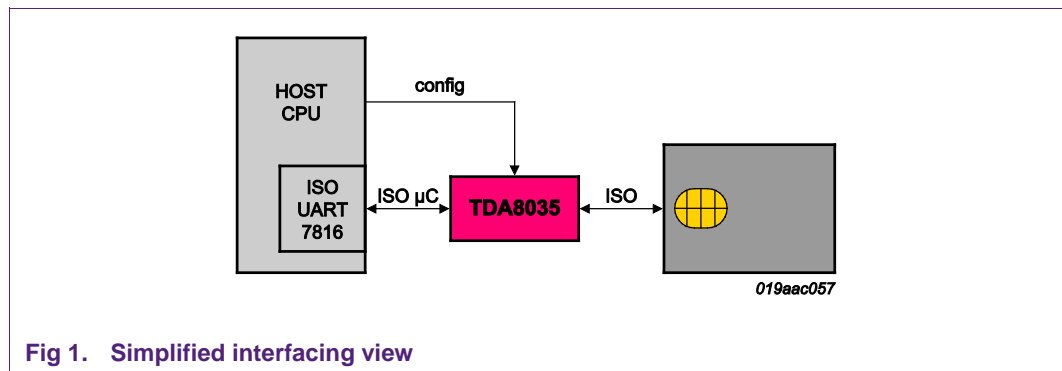 HOST
CPU
config
ISO
UART
7816
ISO µC
TDA8035
ISO
019aac057
Fig 1. Simplified interfacing view